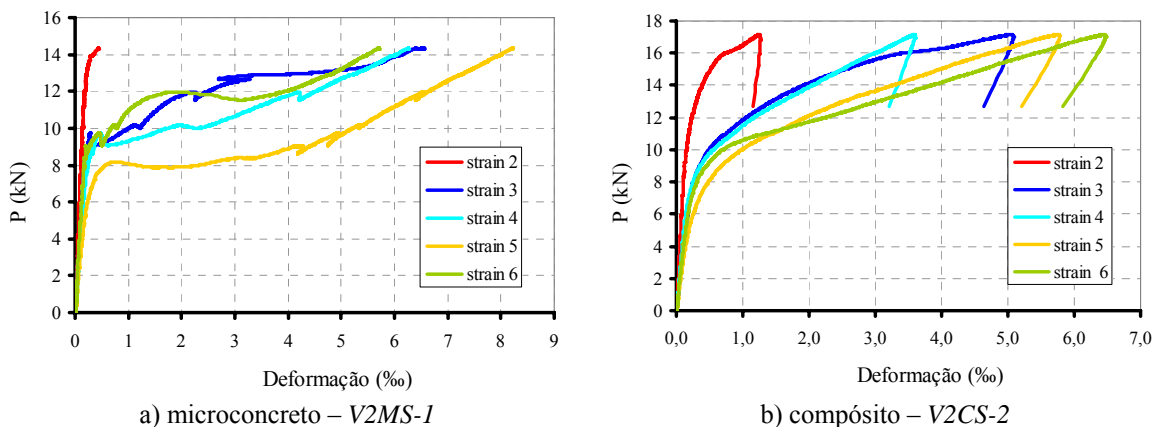 16
14
12
10
8
6
4
2
0
P (kN)
0 1 2 3 4 5 6 7 8 9
Deformação (‰)
strain 2
strain 3
strain 4
strain 5
strain 6
a) microconcreto – V2MS-1
18
16
14
12
10
8
6
4
2
0
P (kN)
0,0 1,0 2,0 3,0 4,0 5,0 6,0 7,0
Deformação (‰)
strain 2
strain 3
strain 4
strain 5
strain 6
b) compósito – V2CS-2